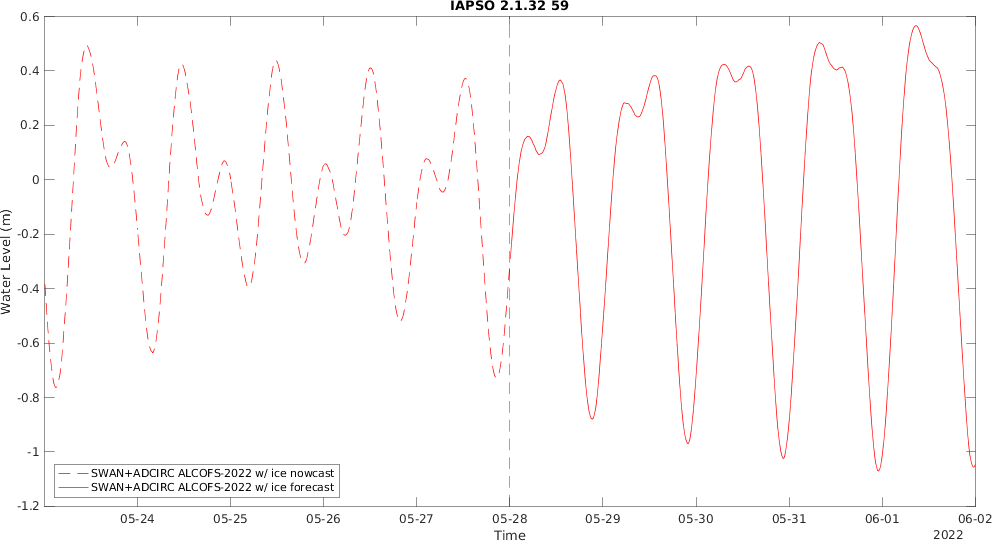 IAPSO 2.1.32 59
0.6
0.4
0.2
0
-0.2
-0.4
-0.6
-0.8
-1
-1.2
Water Level (m)
SWAN+ADCIRC ALCOFS-2022 w/ ice nowcast
SWAN+ADCIRC ALCOFS-2022 w/ ice forecast
05-24 05-25 05-26 05-27 05-28 05-29 05-30 05-31 06-01 06-02
Time
2022